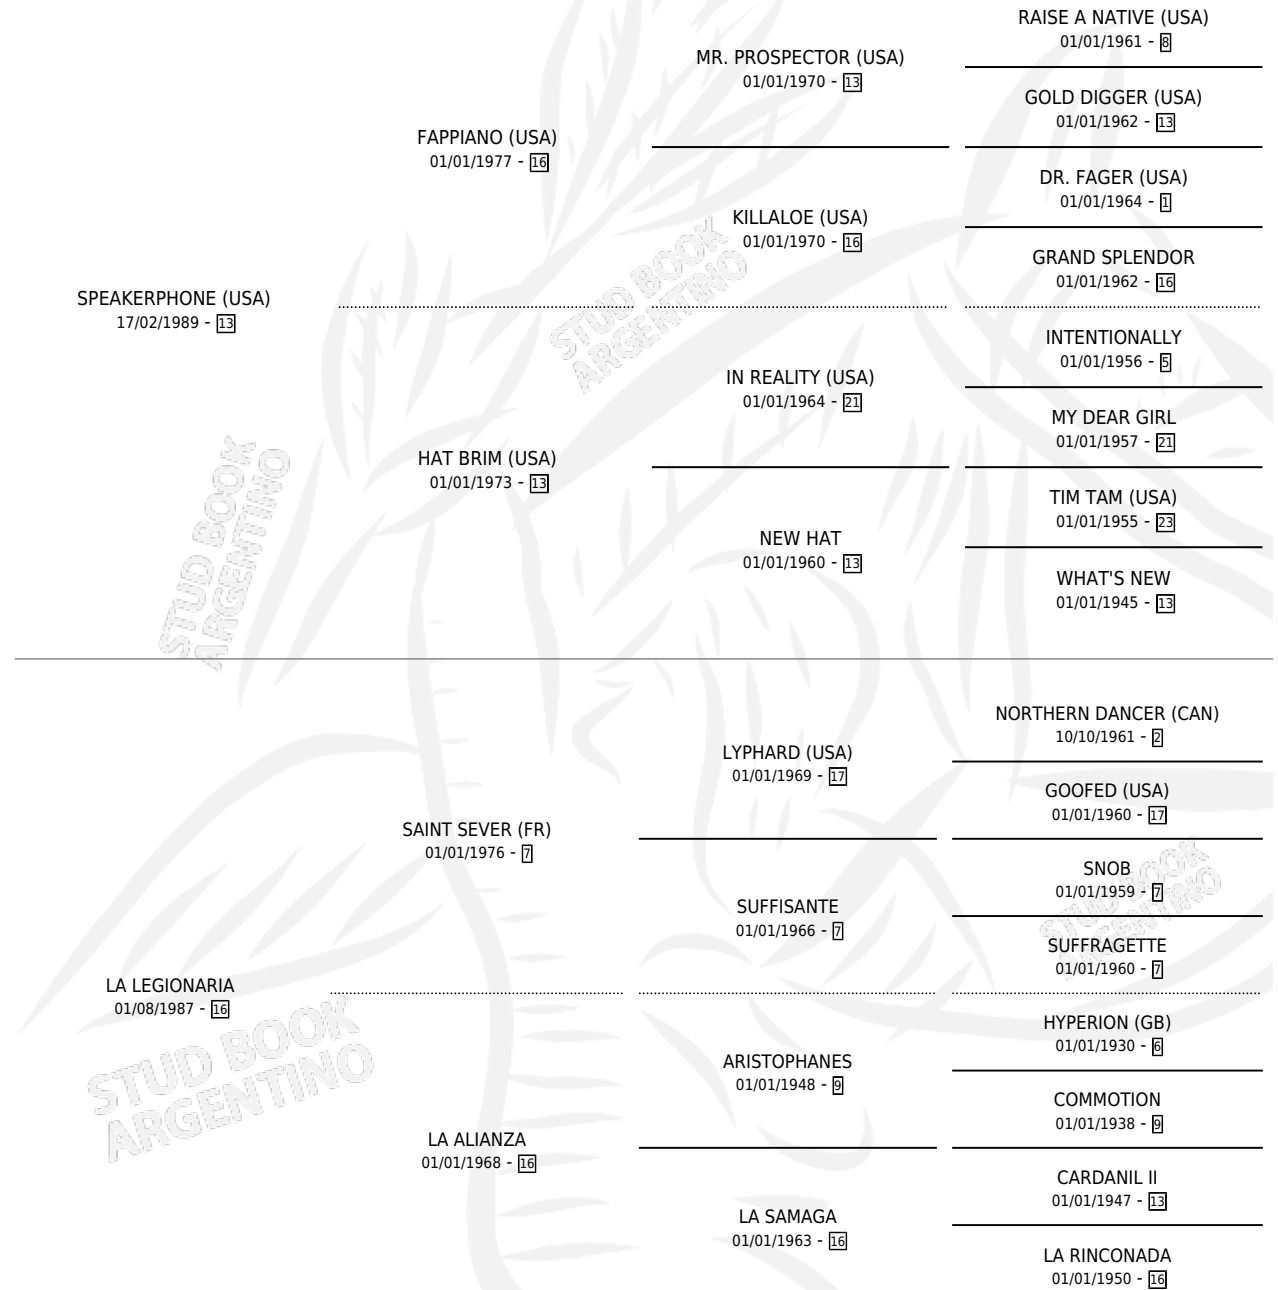 RAISE A NATIVE (USA)
01/01/1961 - 8
MR. PROSPECTOR (USA)
01/01/1970 - 13
GOLD DIGGER (USA)
01/01/1962 - 13
FAPPIANO (USA)
01/01/1977 - 16
DR. FAGER (USA)
01/01/1964 - 1
KILLALOE (USA)
01/01/1970 - 16
GRAND SPLENDOR
01/01/1962 - 16
SPEAKERPHONE (USA)
17/02/1989 - 13
STUD BOOK
ARGENTINO
INTENTIONALLY
01/01/1956 - 5
IN REALITY (USA)
01/01/1964 - 21
MY DEAR GIRL
01/01/1957 - 21
HAT BRIM (USA)
01/01/1973 - 13
TIM TAM (USA)
01/01/1955 - 23
NEW HAT
01/01/1960 - 13
WHAT'S NEW
01/01/1945 - 13
STUD BOOK
ARGENTINO
NORTHERN DANCER (CAN)
10/10/1961 - 2
LYPHARD (USA)
01/01/1969 - 17
GOOFED (USA)
01/01/1960 - 17
SAINT SEVER (FR)
01/01/1976 - 7
SNOB
01/01/1959 - 7
SUFFISANTE
01/01/1966 - 7
SUFFRAGETTE
01/01/1960 - 7
STUD BOOK
ARGENTINO
LA LEGIONARIA
01/08/1987 - 16
STUD BOOK
ARGENTINO
HYPERION (GB)
01/01/1930 - 6
ARISTOPHANES
01/01/1948 - 9
COMMOTION
01/01/1938 - 9
LA ALIANZA
01/01/1968 - 16
CARDANIL II
01/01/1947 - 13
LA SAMAGA
01/01/1963 - 16
LA RINCONADA
01/01/1950 - 16